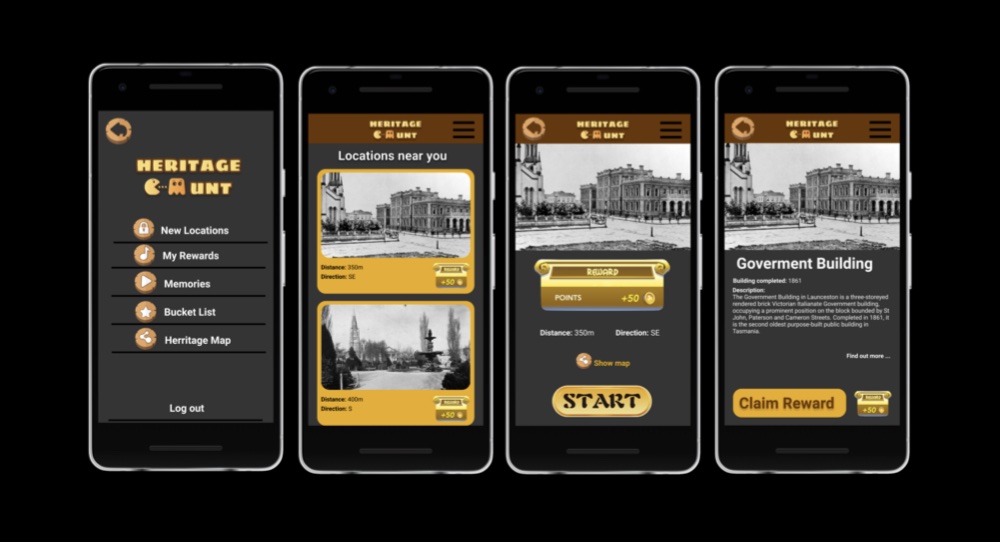 HERITAGE
UNT
New Locations
My Rewards
Memories
Bucket List
Herritage Map
Log out
HERITAGE
UNT
Locations near you
Distance: 350m
Direction: SE
REWARD
+50
Distance: 400m
Direction: S
REWARD
+50
HERITAGE
UNT
REWARD
POINTS +50
Distance: 350m Direction: SE
Show map
START
HERITAGE
UNT
Goverment Building
Building completed: 1861
Description:
The Government Building in Launceston is a three-storeyed
rendered brick Victorian Italianate Government building,
occupying a prominent position on the block bounded by St
John, Paterson and Cameron Streets. Completed in 1861, it
is the second oldest purpose-built public building in
Tasmania.
Find out more ...
Claim Reward
REWARD
+50